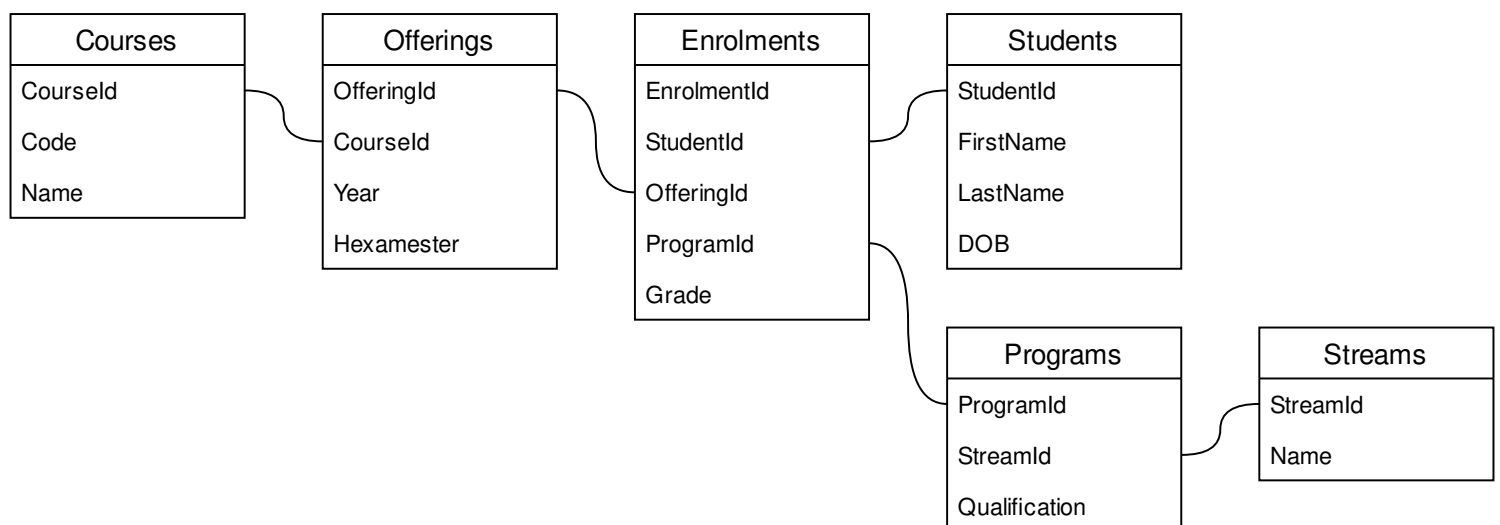 Courses
CourseId
Code
Name
Offerings
OfferingId
CourseId
Year
Hexamester
Enrolments
EnrolmentId
StudentId
OfferingId
ProgramId
Grade
Students
StudentId
FirstName
LastName
DOB
Programs
ProgramId
StreamId
Qualification
Streams
StreamId
Name